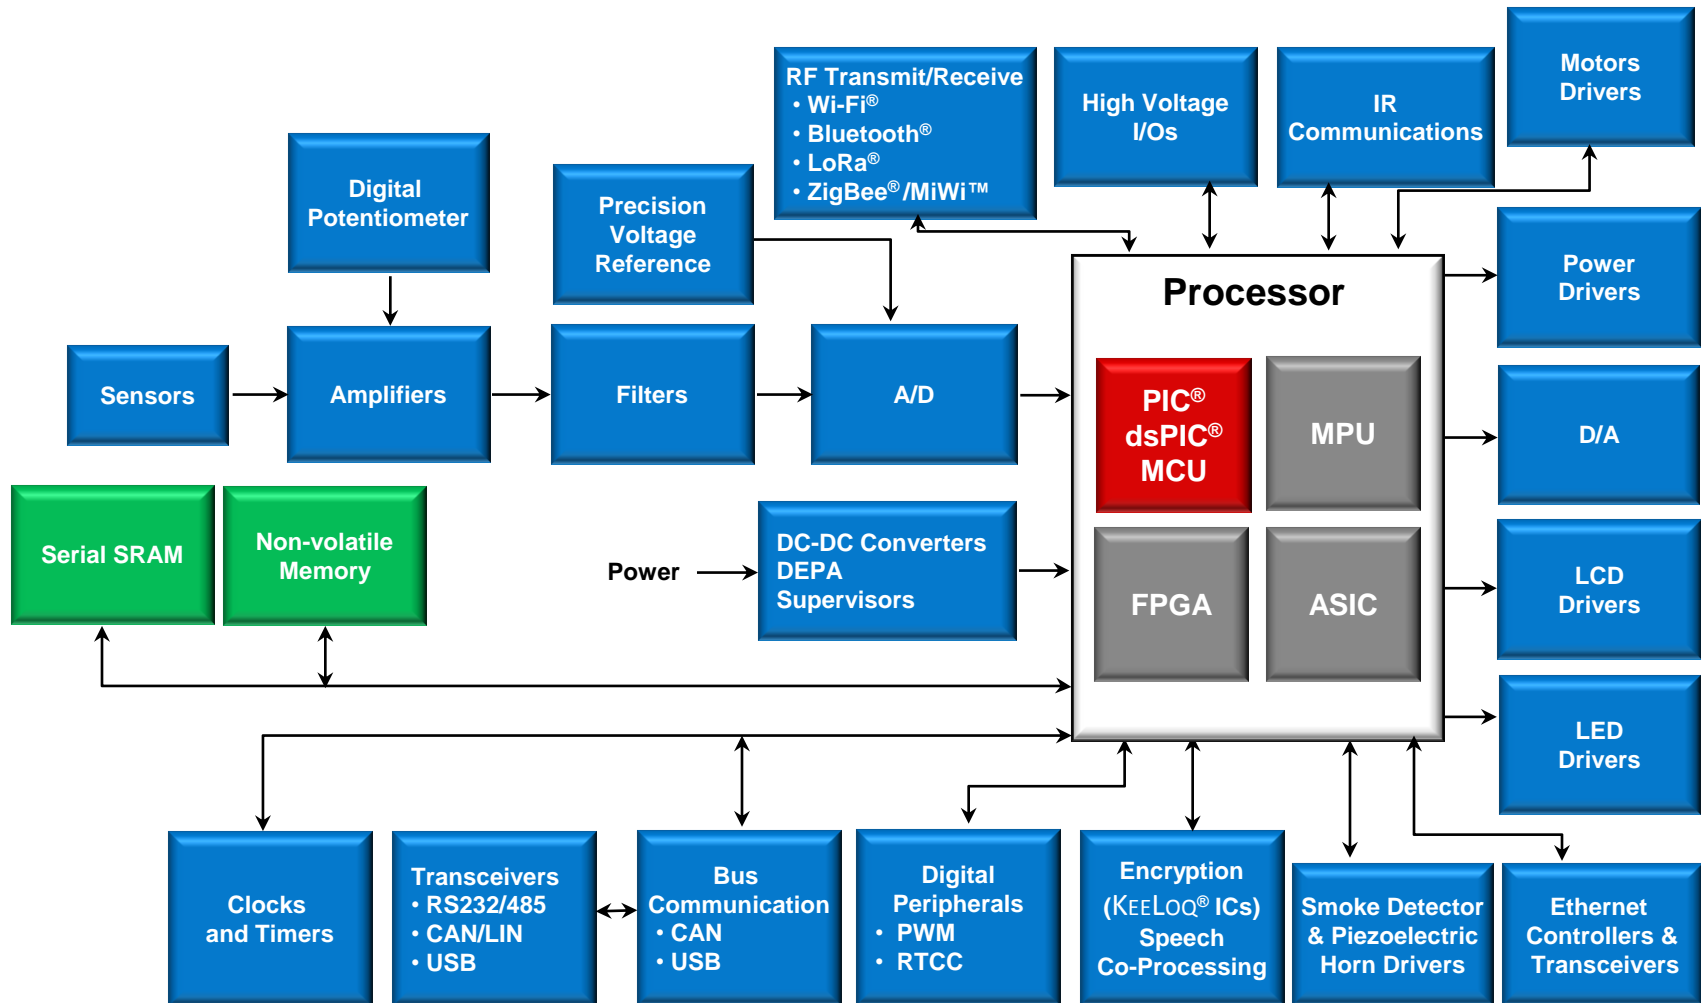 RF Transmit/Receive
• Wi-Fi®
• Bluetooth®
• LoRa®
• ZigBee®/MiWi™
High Voltage
I/Os
IR
Communications
Motors
Drivers
Digital
Potentiometer
Precision
Voltage
Reference
Processor
Power
Drivers
Sensors
Amplifiers
Filters
A/D
PIC®
dsPIC®
MCU
MPU
D/A
Serial SRAM
Non-volatile
Memory
Power
DC-DC Converters
DEPA
Supervisors
FPGA
ASIC
LCD
Drivers
LED
Drivers
Clocks
and Timers
Transceivers
• RS232/485
• CAN/LIN
• USB
Bus
Communication
• CAN
• USB
Digital
Peripherals
• PWM
• RTCC
Encryption
(KEELOQ® ICs)
Speech
Co-Processing
Smoke Detector
& Piezoelectric
Horn Drivers
Ethernet
Controllers &
Transceivers